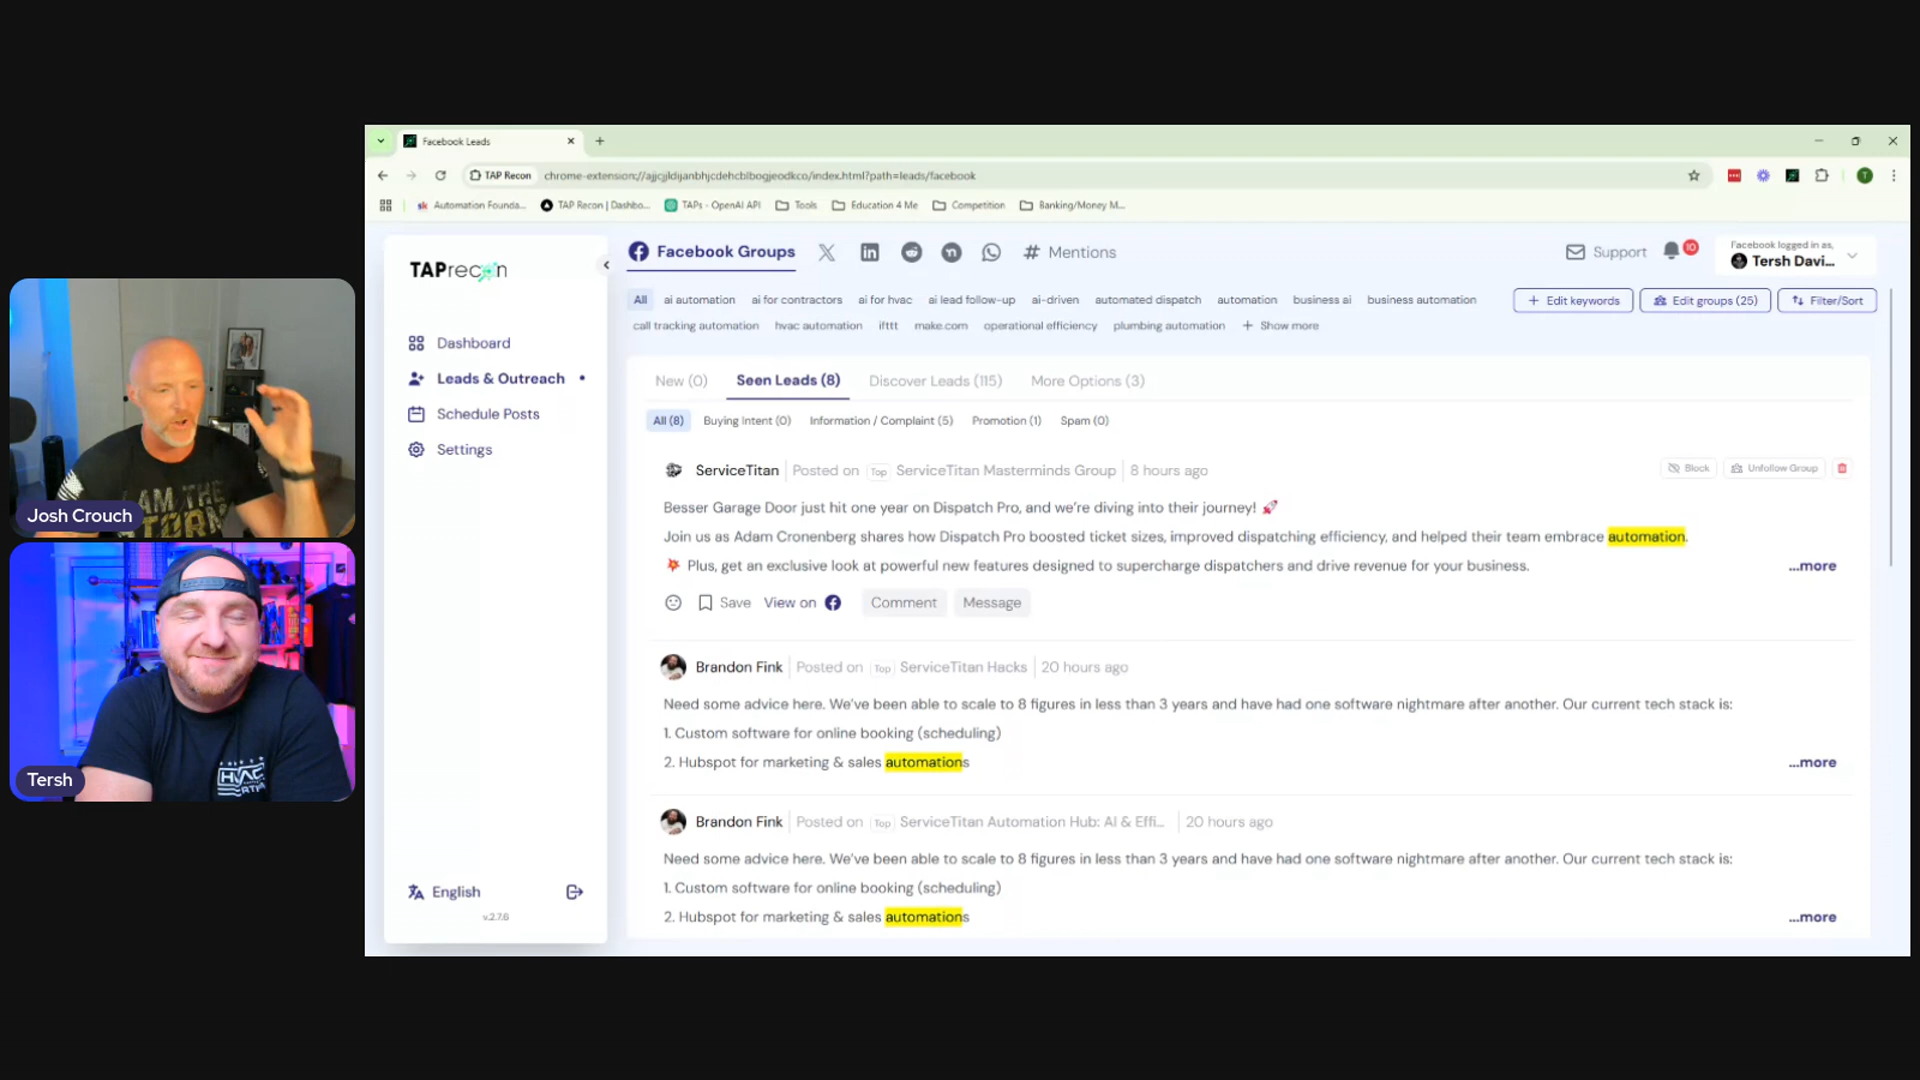 Facebook Leads
TAP Recon chrome-extension://ajjcjjldijanbhjcdehcblbogjeodkco/index.html?path=leads/facebook
Automation Founda... TAP Recon | Dashbo... TAPs - OpenAI API Tools Education 4 Me Competition Banking/Money M...
TAPrecon
Dashboard
Leads & Outreach
Schedule Posts
Settings
English
v.2.7.6
Facebook Groups # Mentions
Support 10
Facebook logged in as,
Tersh Davi...
All ai automation ai for contractors ai for hvac ai lead follow-up ai-driven automated dispatch automation business ai business automation
call tracking automation hvac automation ifttt make.com operational efficiency plumbing automation + Show more
+ Edit keywords Edit groups (25) Filter/Sort
New (0) Seen Leads (8) Discover Leads (115) More Options (3)
All (8) Buying Intent (0) Information / Complaint (5) Promotion (1) Spam (0)
ServiceTitan Posted on Top ServiceTitan Masterminds Group 8 hours ago
Block Unfollow Group
Besser Garage Door just hit one year on Dispatch Pro, and we're diving into their journey! 🚀
Join us as Adam Cronenberg shares how Dispatch Pro boosted ticket sizes, improved dispatching efficiency, and helped their team embrace automation.
Plus, get an exclusive look at powerful new features designed to supercharge dispatchers and drive revenue for your business. ...more
Save View on Comment Message
Brandon Fink Posted on Top ServiceTitan Hacks 20 hours ago
Need some advice here. We've been able to scale to 8 figures in less than 3 years and have had one software nightmare after another. Our current tech stack is:
1. Custom software for online booking (scheduling)
2. Hubspot for marketing & sales automations ...more
Brandon Fink Posted on Top ServiceTitan Automation Hub: AI & Effi... 20 hours ago
Need some advice here. We've been able to scale to 8 figures in less than 3 years and have had one software nightmare after another. Our current tech stack is:
1. Custom software for online booking (scheduling)
2. Hubspot for marketing & sales automations ...more
I AM THE
STORM
Josh Crouch
HVAC
Tersh